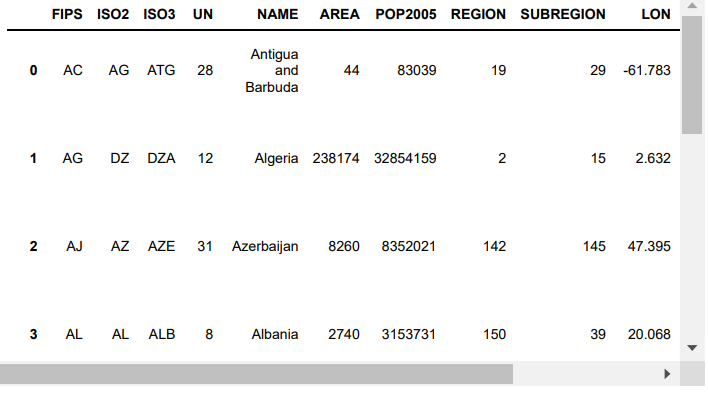 FIPS ISO2 ISO3 UN NAME AREA POP2005 REGION SUBREGION LON
0 AC AG ATG 28 Antigua and Barbuda 44 83039 19 29 -61.783
1 AG DZ DZA 12 Algeria 238174 32854159 2 15 2.632
2 AJ AZ AZE 31 Azerbaijan 8260 8352021 142 145 47.395
3 AL AL ALB 8 Albania 2740 3153731 150 39 20.068